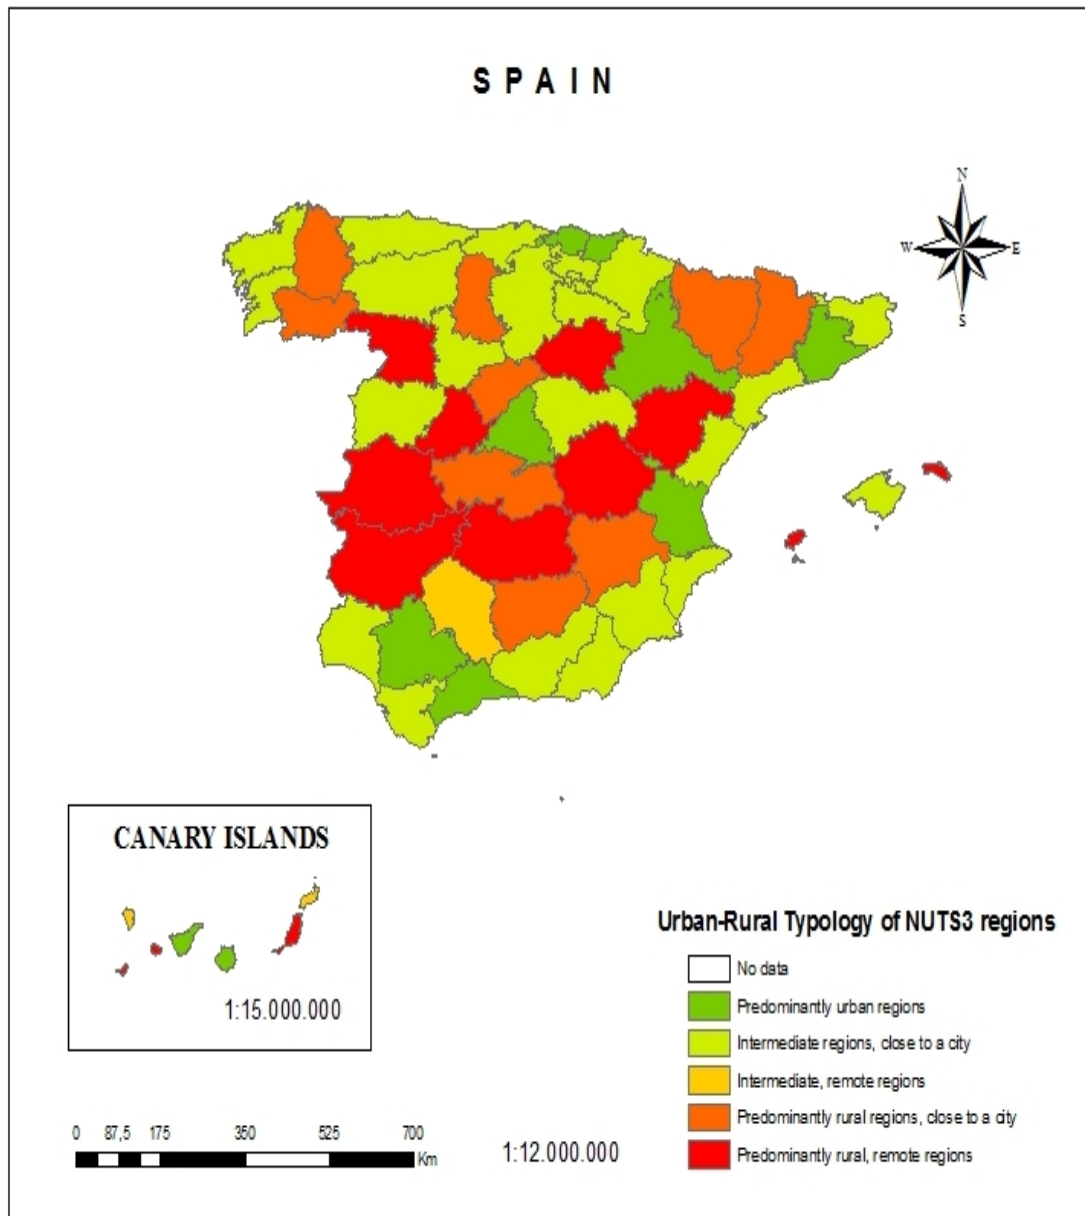 S P A I N
N
W
E
S
CANARY ISLANDS
1:15.000.000
Urban-Rural Typology of NUTS3 regions
No data
Predominantly urban regions
Intermediate regions, close to a city
Intermediate, remote regions
Predominantly rural regions, close to a city
Predominantly rural, remote regions
0 87,5 175 350 525 700
Km
1:12.000.000